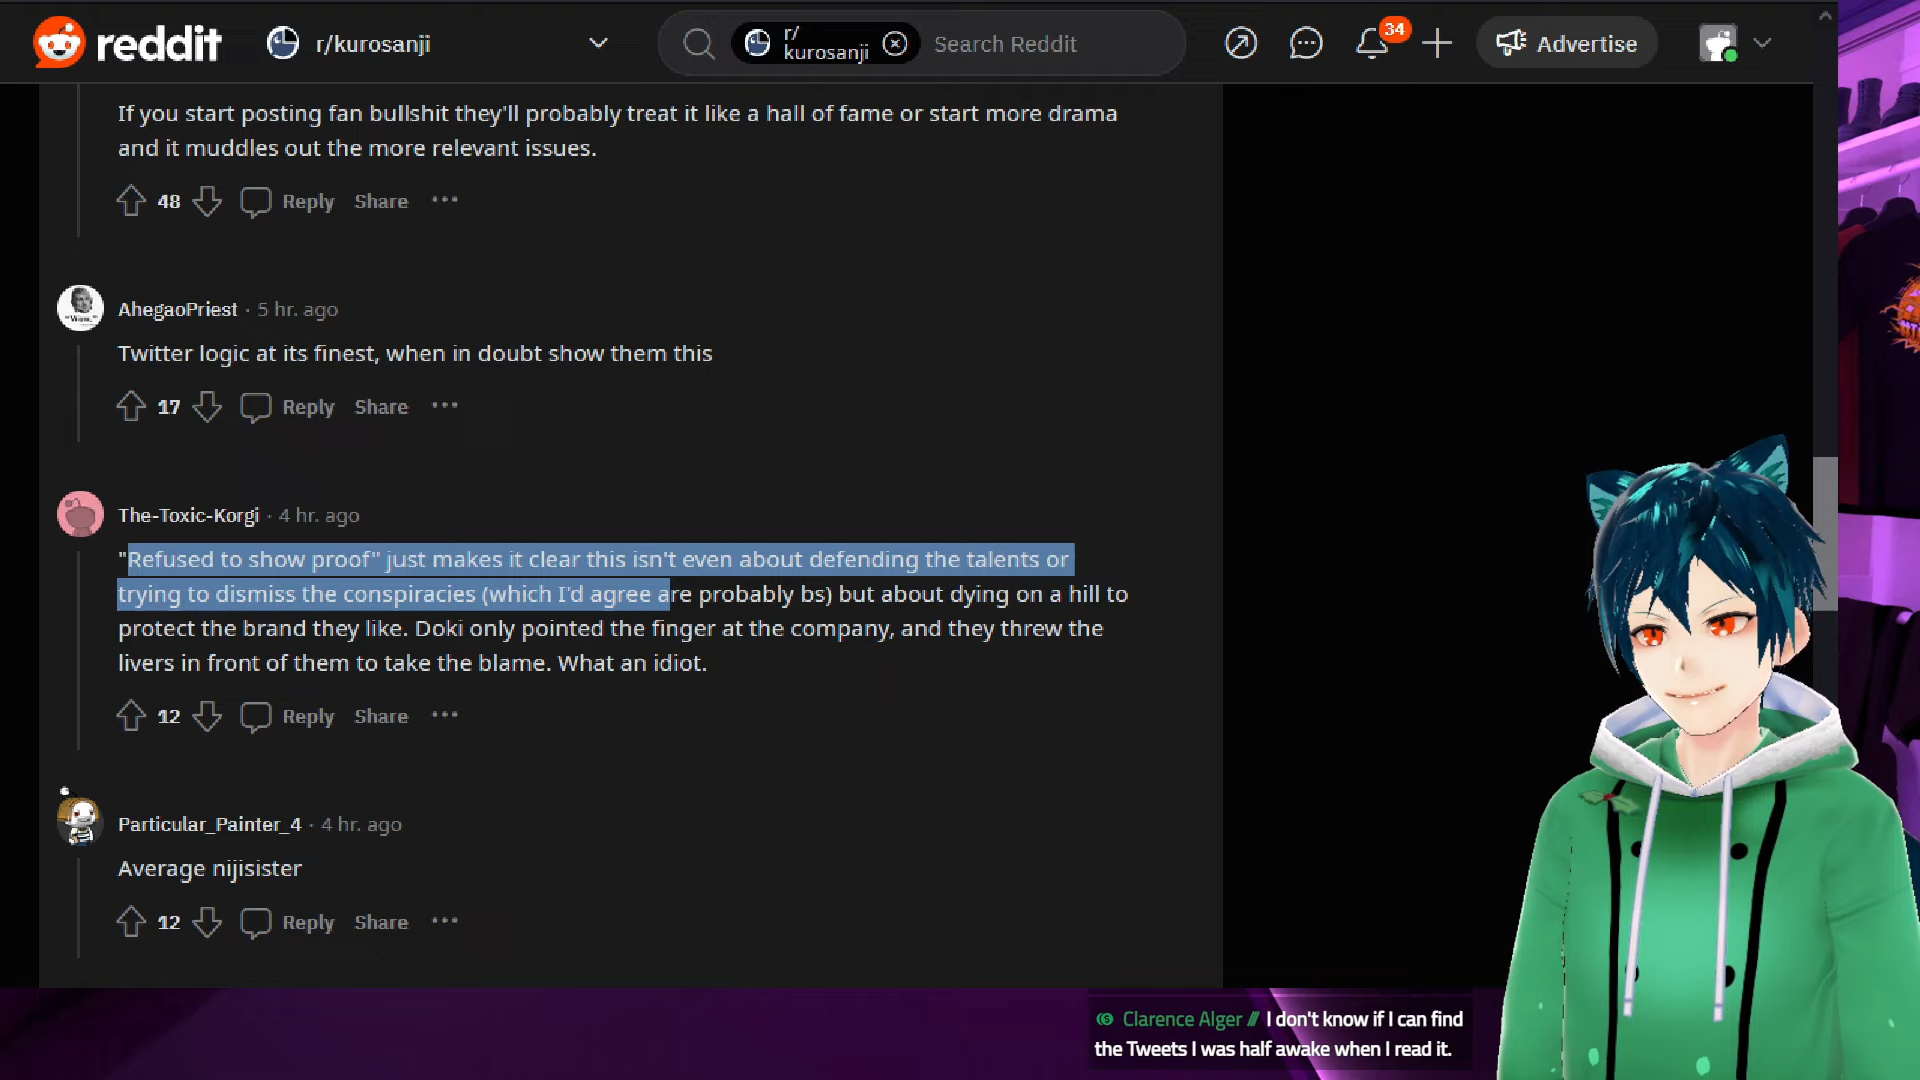 reddit
r/kurosanji
r/
kurosanji
Search Reddit
34
Advertise
If you start posting fan bullshit they'll probably treat it like a hall of fame or start more drama
and it muddles out the more relevant issues.
48
Reply
Share
AhegaoPriest · 5 hr. ago
Twitter logic at its finest, when in doubt show them this
17
Reply
Share
The-Toxic-Korgi · 4 hr. ago
"Refused to show proof" just makes it clear this isn't even about defending the talents or
trying to dismiss the conspiracies (which I'd agree are probably bs) but about dying on a hill to
protect the brand they like. Doki only pointed the finger at the company, and they threw the
livers in front of them to take the blame. What an idiot.
12
Reply
Share
Particular_Painter_4 · 4 hr. ago
Average nijisister
12
Reply
Share
Clarence Alger // I don't know if I can find
the Tweets I was half awake when I read it.